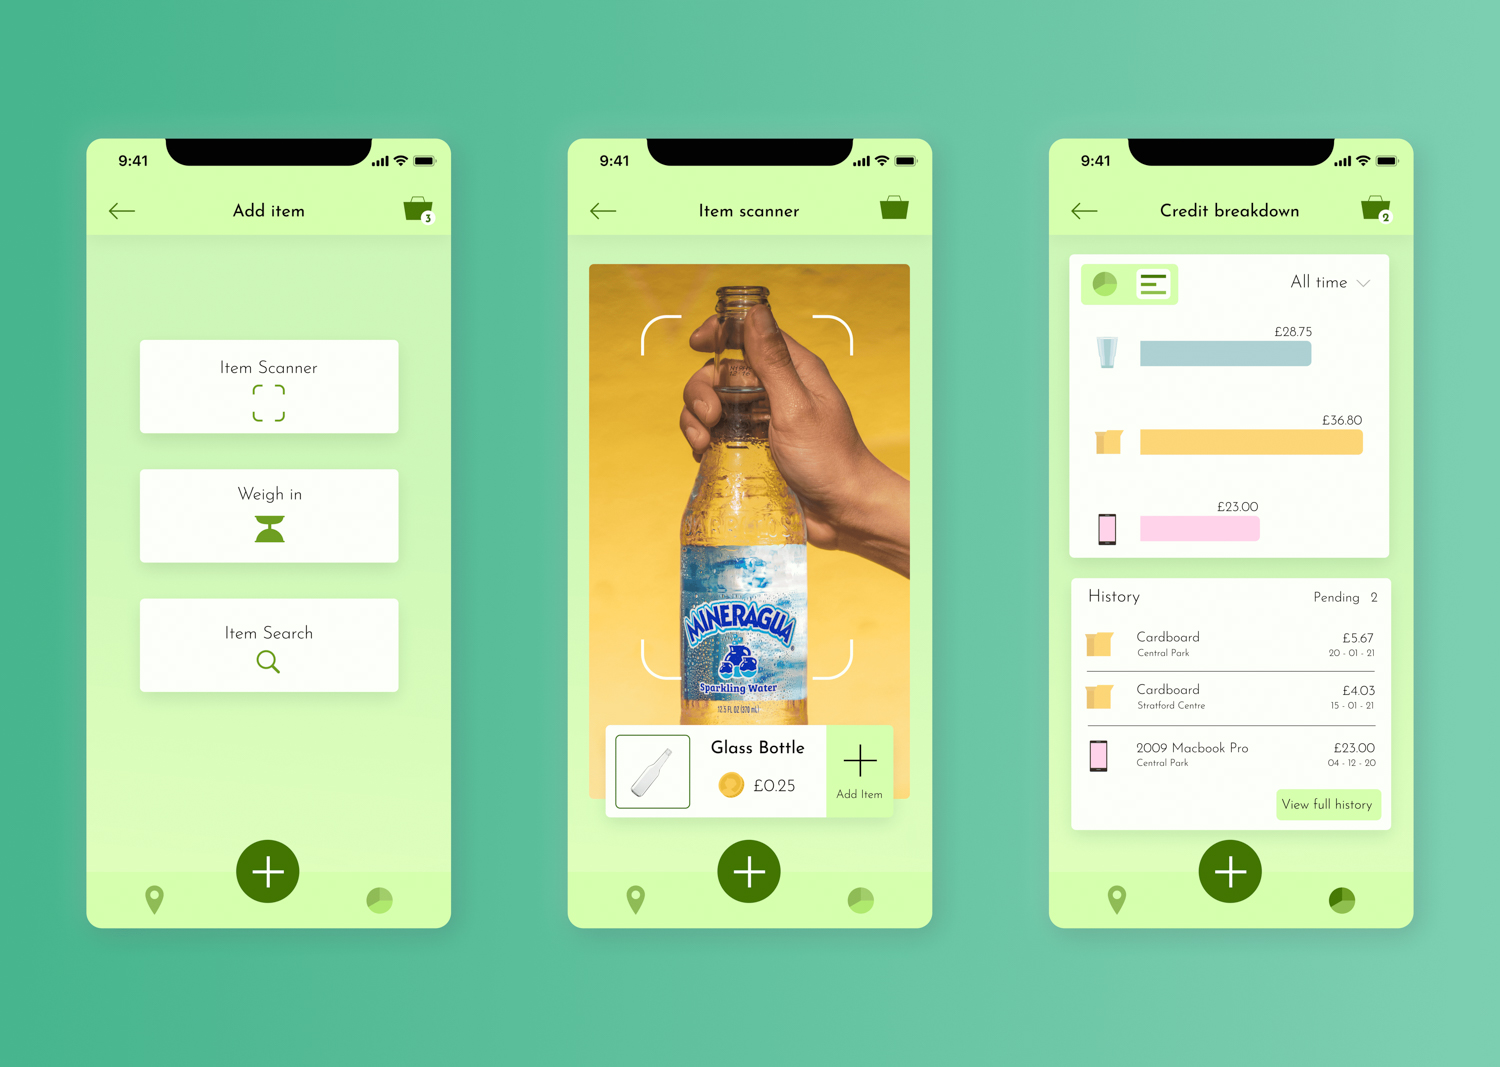 9:41
Add item
3
Item Scanner
Weigh in
Item Search
9:41
Item scanner
MINERAGUA
Sparkling Water
12.5 FL OZ (370 mL)
Glass Bottle
£0.25
Add Item
9:41
Credit breakdown
2
All time
£28.75
£36.80
£23.00
History
Pending 2
Cardboard £5.67
Central Park 20 - 01 - 21
Cardboard £4.03
Stratford Centre 15 - 01 - 21
2009 Macbook Pro £23.00
Central Park 04 - 12 - 20
View full history